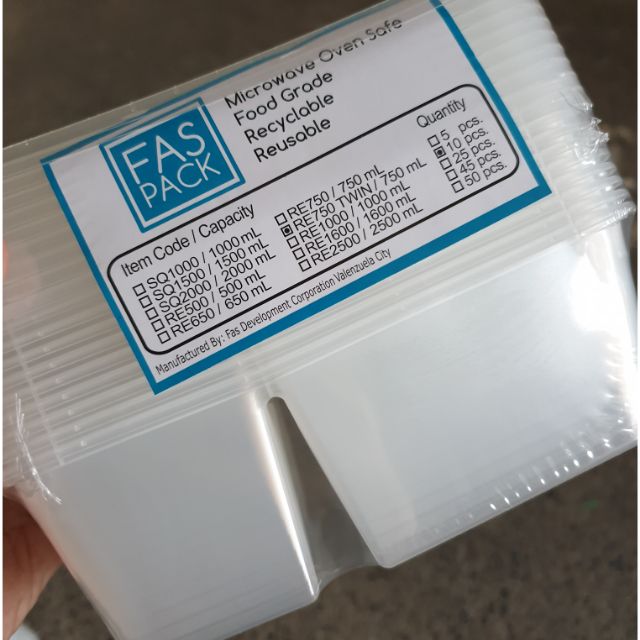 FAS
PACK
Microwave Oven Safe
Food Grade
Recyclable
Reusable
Item Code / Capacity
SQ1000 / 1000 mL
SQ1500 / 1500 mL
SQ2000 / 2000 mL
RE500 / 500 mL
RE650 / 650 mL
RE750 / 750 mL
RE750 TWIN / 750 mL
RE1000 / 1000 mL
RE1600 / 1600 mL
RE2500 / 2500 mL
Quantity
5 pcs.
10 pcs.
25 pcs.
45 pcs.
50 pcs.
Manufactured By: Fas Development Corporation Valenzuela City